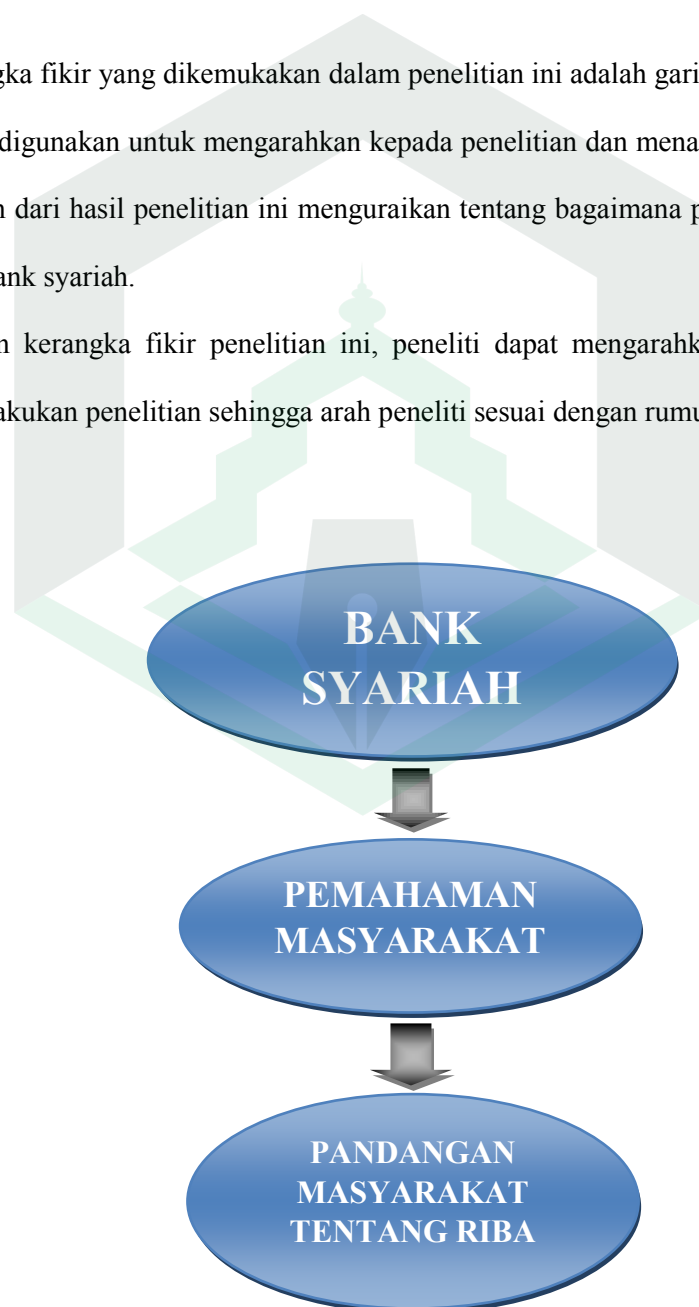 gka fikir yang dikemukakan dalam penelitian ini adalah gari
digunakan untuk mengarahkan kepada penelitian dan mena
n dari hasil penelitian ini menguraikan tentang bagaimana p
ank syariah.
n kerangka fikir penelitian ini, peneliti dapat mengarahk
lakukan penelitian sehingga arah peneliti sesuai dengan rumu
BANK
SYARIAH
PEMAHAMAN
MASYARAKAT
PANDANGAN
MASYARAKAT
TENTANG RIBA